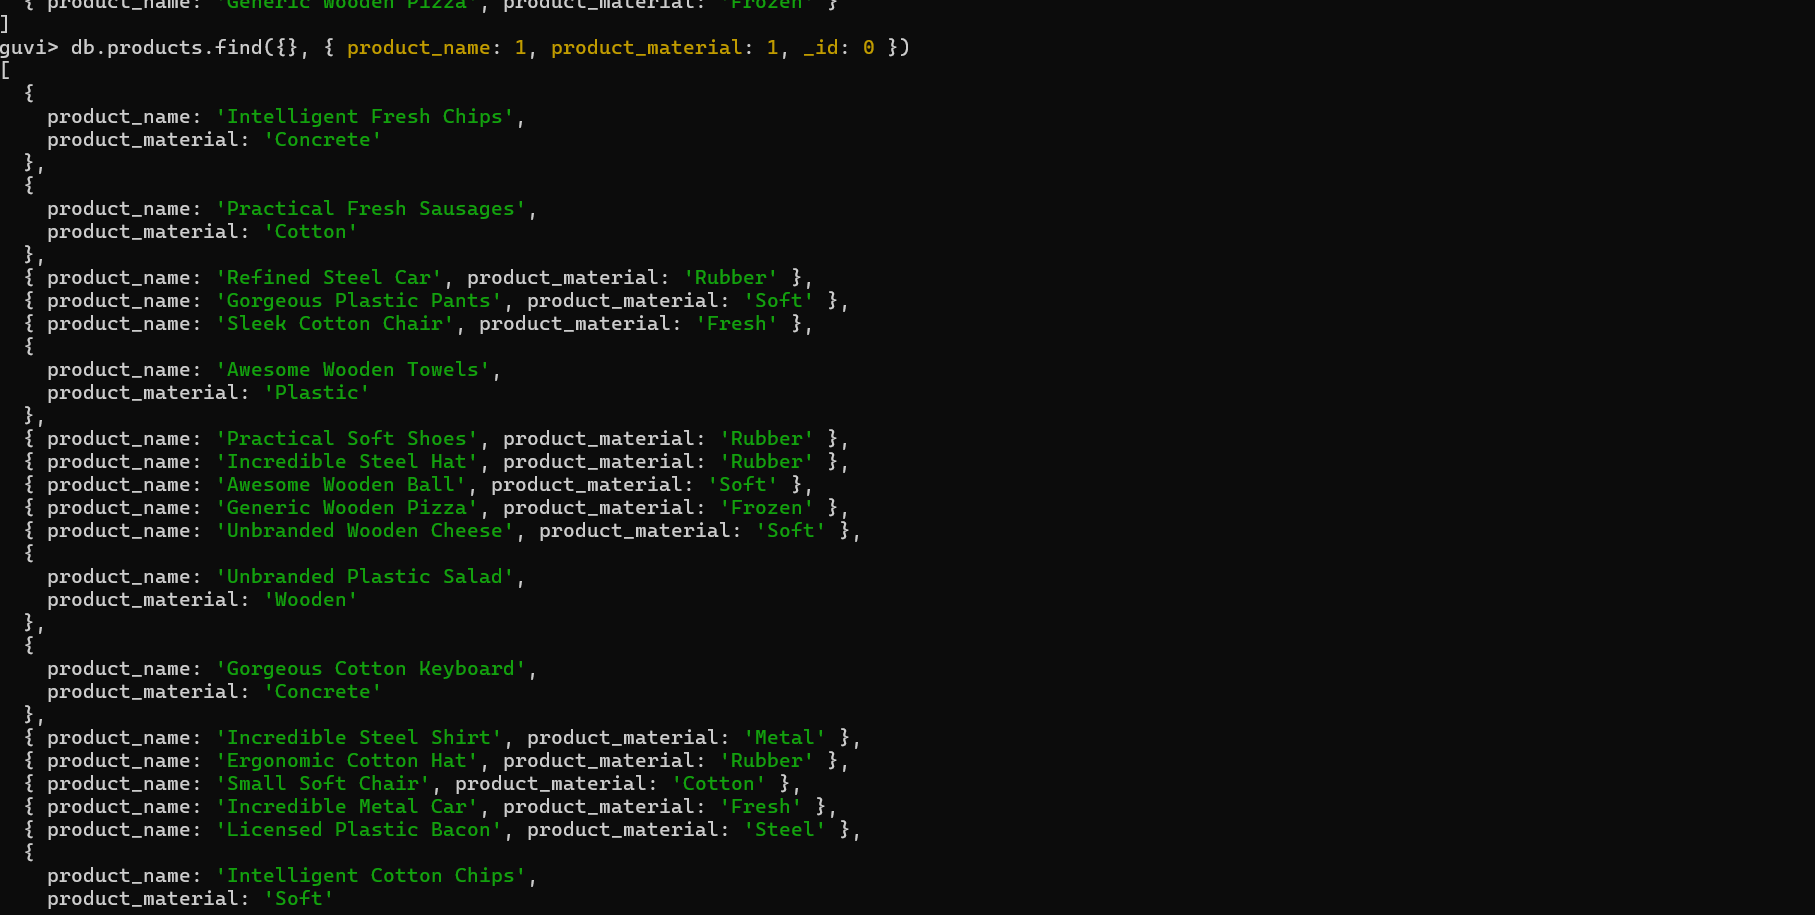 { product_name: 'Generic Wooden Pizza', product_material: 'Frozen' }
]
guvi> db.products.find({}, { product_name: 1, product_material: 1, _id: 0 })
[
  {
    product_name: 'Intelligent Fresh Chips',
    product_material: 'Concrete'
  },
  {
    product_name: 'Practical Fresh Sausages',
    product_material: 'Cotton'
  },
  { product_name: 'Refined Steel Car', product_material: 'Rubber' },
  { product_name: 'Gorgeous Plastic Pants', product_material: 'Soft' },
  { product_name: 'Sleek Cotton Chair', product_material: 'Fresh' },
  {
    product_name: 'Awesome Wooden Towels',
    product_material: 'Plastic'
  },
  { product_name: 'Practical Soft Shoes', product_material: 'Rubber' },
  { product_name: 'Incredible Steel Hat', product_material: 'Rubber' },
  { product_name: 'Awesome Wooden Ball', product_material: 'Soft' },
  { product_name: 'Generic Wooden Pizza', product_material: 'Frozen' },
  { product_name: 'Unbranded Wooden Cheese', product_material: 'Soft' },
  {
    product_name: 'Unbranded Plastic Salad',
    product_material: 'Wooden'
  },
  {
    product_name: 'Gorgeous Cotton Keyboard',
    product_material: 'Concrete'
  },
  { product_name: 'Incredible Steel Shirt', product_material: 'Metal' },
  { product_name: 'Ergonomic Cotton Hat', product_material: 'Rubber' },
  { product_name: 'Small Soft Chair', product_material: 'Cotton' },
  { product_name: 'Incredible Metal Car', product_material: 'Fresh' },
  { product_name: 'Licensed Plastic Bacon', product_material: 'Steel' },
  {
    product_name: 'Intelligent Cotton Chips',
    product_material: 'Soft'